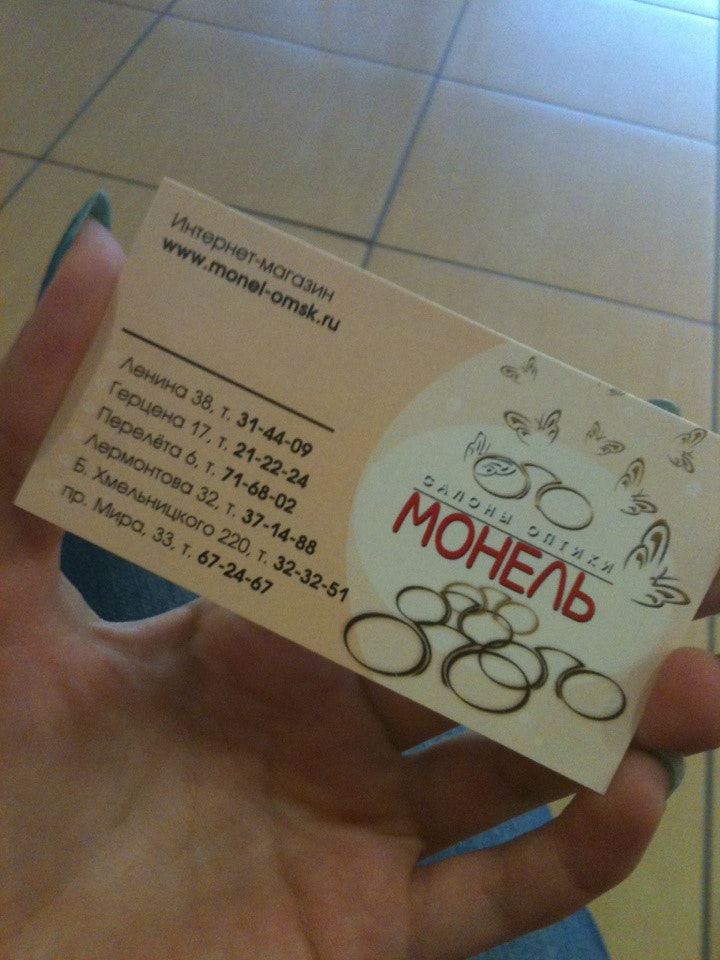 Интернет-магазин
www.monel-omsk.ru
Ленина 38, т. 31-44-09
Герцена 17, т. 21-22-24
Перелёта 6, т. 71-68-02
Лермонтова 32, т. 37-14-88
Б. Хмельницкого 220, т. 32-32-51
пр. Мира, 33, т. 67-24-67
САЛОНЫ ОПТИКИ
МОНЕЛЬ